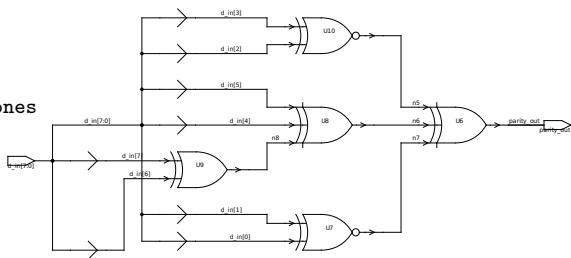 d_in[3]
U10
d_in[2]
ones
d_in[5]
n5
d_in[7:0]
d_in[4]
U8
n6
U6
parity_out
parity_out
n8
n7
d_in[7]
d_in[7:0]
U9
d_in[6]
d_in[1]
U7
d_in[0]